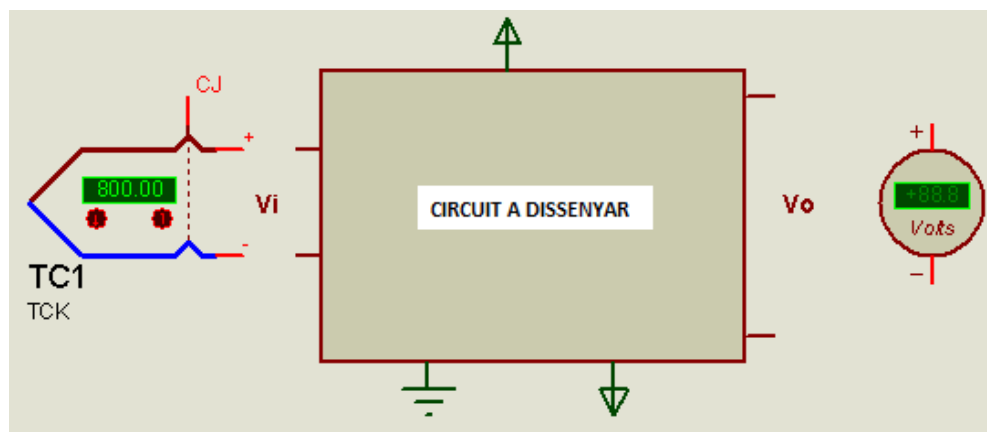 CJ
+
800.00
Vi
CIRCUIT A DISSENYAR
Vo
+
+88.8
Volts
-
-
TC1
TCK